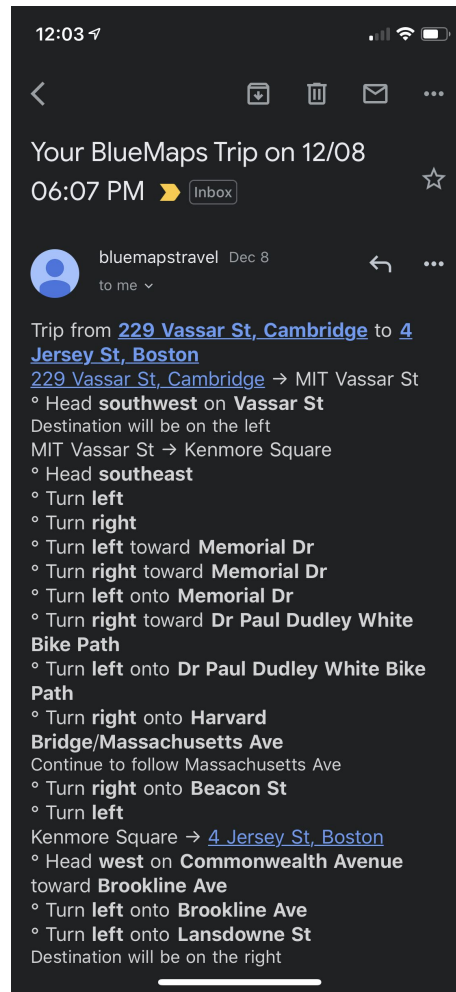 12:03
Your BlueMaps Trip on 12/08
06:07 PM Inbox
bluemapstravel Dec 8
to me
Trip from 229 Vassar St, Cambridge to 4
Jersey St, Boston
229 Vassar St, Cambridge → MIT Vassar St
° Head southwest on Vassar St
Destination will be on the left
MIT Vassar St → Kenmore Square
° Head southeast
° Turn left
° Turn right
° Turn left toward Memorial Dr
° Turn right toward Memorial Dr
° Turn left onto Memorial Dr
° Turn right toward Dr Paul Dudley White
Bike Path
° Turn left onto Dr Paul Dudley White Bike
Path
° Turn right onto Harvard
Bridge/Massachusetts Ave
Continue to follow Massachusetts Ave
° Turn right onto Beacon St
° Turn left
Kenmore Square → 4 Jersey St, Boston
° Head west on Commonwealth Avenue
toward Brookline Ave
° Turn left onto Brookline Ave
° Turn left onto Lansdowne St
Destination will be on the right